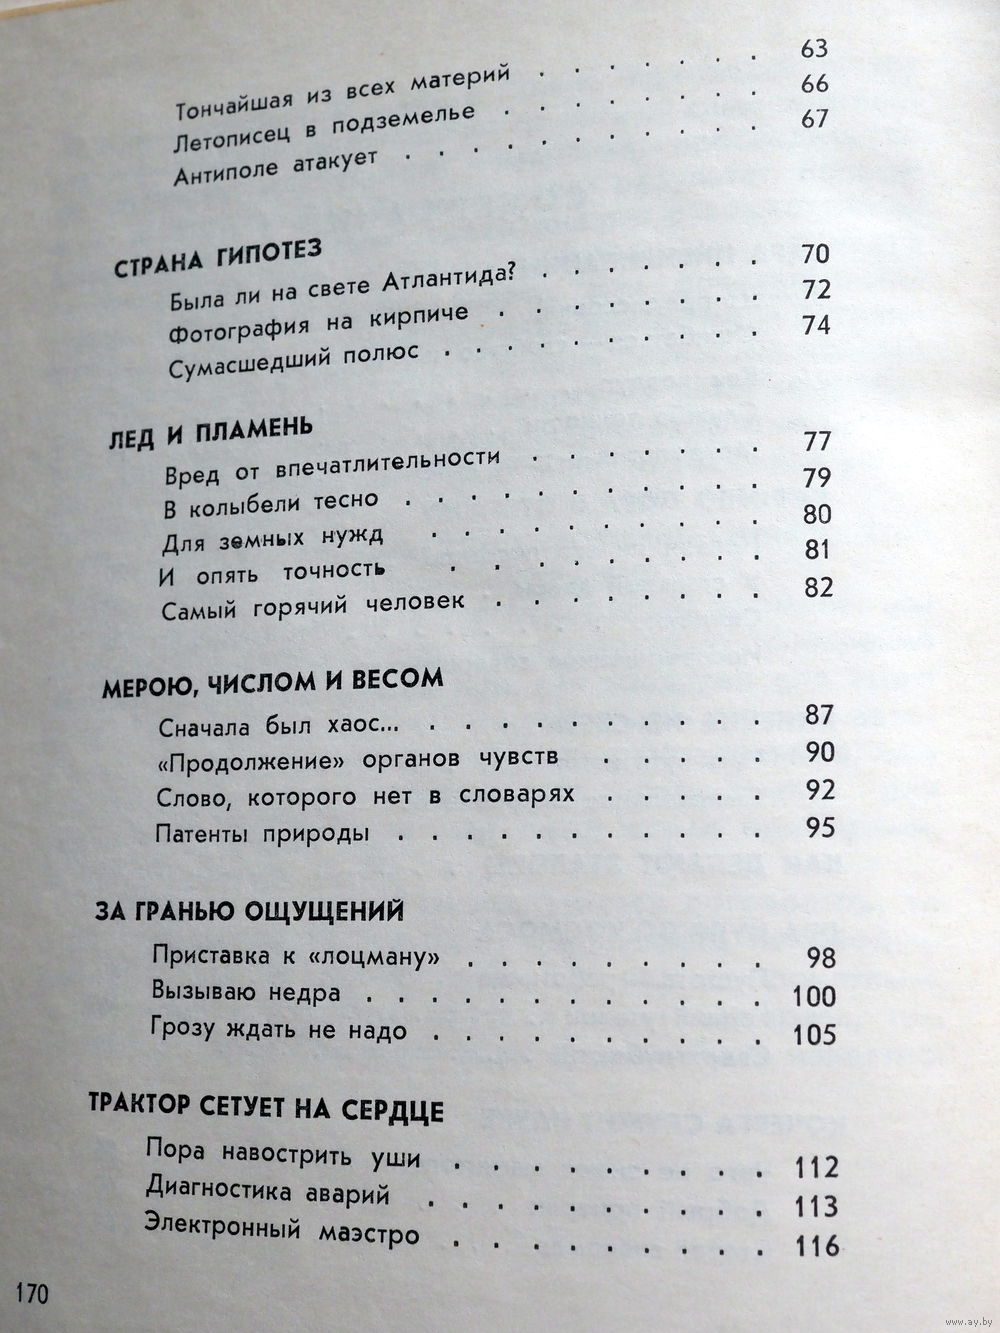 Тончайшая из всех материй . . . . . . . 63
Летописец в подземелье . . . . . . . . 66
Антиполе атакует . . . . . . . . . . . 67
СТРАНА ГИПОТЕЗ
Была ли на свете Атлантида? . . . . . . . 70
Фотография на кирпиче . . . . . . . . 72
Сумасшедший полюс . . . . . . . . . . 74
ЛЕД И ПЛАМЕНЬ
Вред от впечатлительности . . . . . . . 77
В колыбели тесно . . . . . . . . . . . 79
Для земных нужд . . . . . . . . . . 80
И опять точность . . . . . . . . . 81
Самый горячий человек . . . . . . . . 82
МЕРОЮ, ЧИСЛОМ И ВЕСОМ
Сначала был хаос... . . . . . . . . . . 87
«Продолжение» органов чувств . . . . . 90
Слово, которого нет в словарях . . . . . 92
Патенты природы . . . . . . . . . . . 95
ЗА ГРАНЬЮ ОЩУЩЕНИЙ
Приставка к «лоцману» . . . . . . . . . 98
Вызываю недра . . . . . . . . . . . . 100
Грозу ждать не надо . . . . . . . . . . 105
ТРАКТОР СЕТУЕТ НА СЕРДЦЕ
Пора навострить уши . . . . . . . . . 112
Диагностика аварий . . . . . . . . . . 113
Электронный маэстро . . . . . . . . . 116
170
www.ay.by